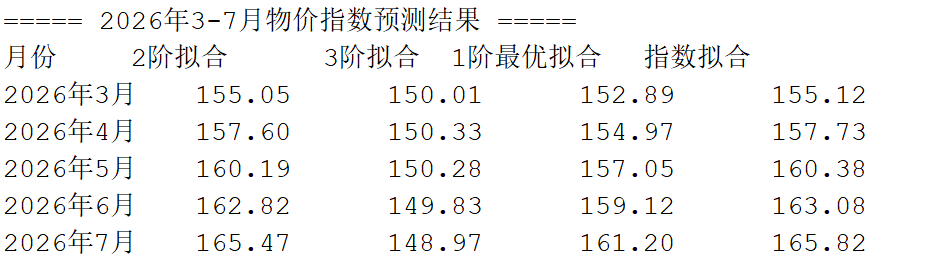 ===== 2026年3-7月物价指数预测结果 =====
月份 2阶拟合 3阶拟合 1阶最优拟合 指数拟合
2026年3月 155.05 150.01 152.89 155.12
2026年4月 157.60 150.33 154.97 157.73
2026年5月 160.19 150.28 157.05 160.38
2026年6月 162.82 149.83 159.12 163.08
2026年7月 165.47 148.97 161.20 165.82